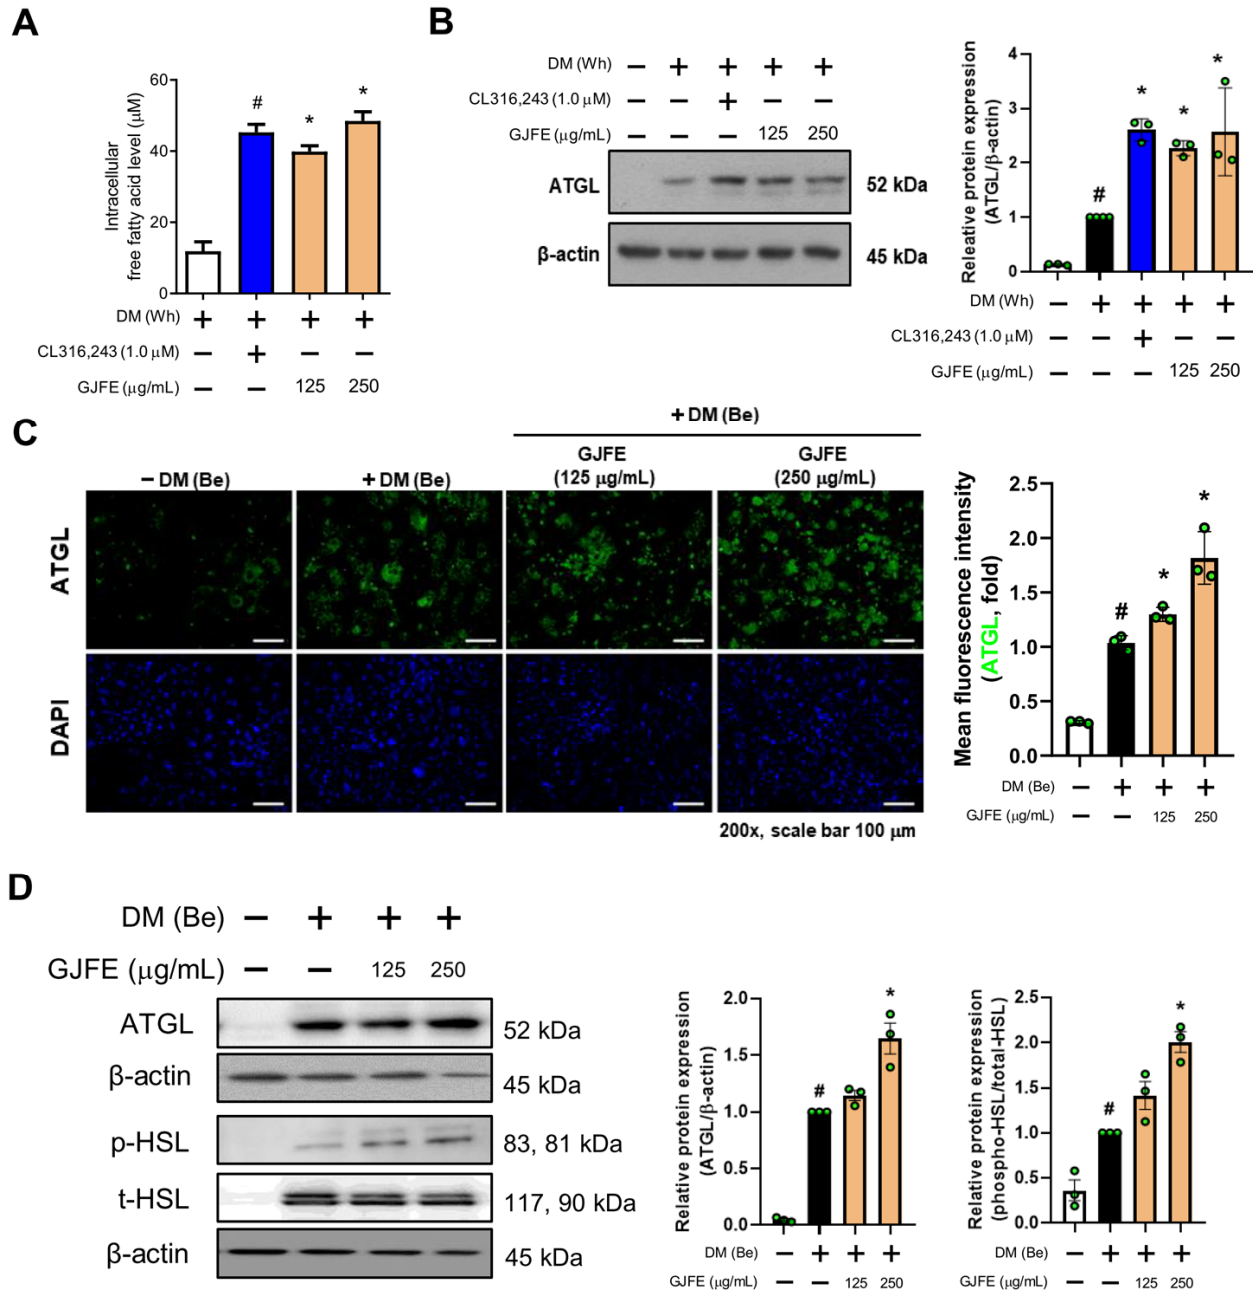 A
Intracellular
free fatty acid level (μM)
60
40
20
0
# * *
DM (Wh) + + + +
CL316,243 (1.0 μM) − + − −
GJFE (μg/mL) − − 125 250
B
DM (Wh) − + + + +
CL316,243 (1.0 μM) − − + − −
GJFE (μg/mL) − − − 125 250
ATGL 52 kDa
β-actin 45 kDa
Releative protein expression
(ATGL/β-actin)
4
3
2
1
0
# * * *
DM (Wh) − + + + +
CL316,243 (1.0 μM) − − + − −
GJFE (μg/mL) − − − 125 250
C
+ DM (Be)
− DM (Be) + DM (Be) GJFE (125 μg/mL) GJFE (250 μg/mL)
ATGL
DAPI
200x, scale bar 100 μm
Mean fluorescence intensity
(ATGL, fold)
2.5
2.0
1.5
1.0
0.5
0.0
# * *
DM (Be) − + + +
GJFE (μg/mL) − − 125 250
D
DM (Be) − + + +
GJFE (μg/mL) − − 125 250
ATGL 52 kDa
β-actin 45 kDa
p-HSL 83, 81 kDa
t-HSL 117, 90 kDa
β-actin 45 kDa
Relative protein expression
(ATGL/β-actin)
2.0
1.5
1.0
0.5
0.0
# *
DM (Be) − + + +
GJFE (μg/mL) − − 125 250
Relative protein expression
(phospho-HSL/total-HSL)
2.5
2.0
1.5
1.0
0.5
0.0
# *
DM (Be) − + + +
GJFE (μg/mL) − − 125 250